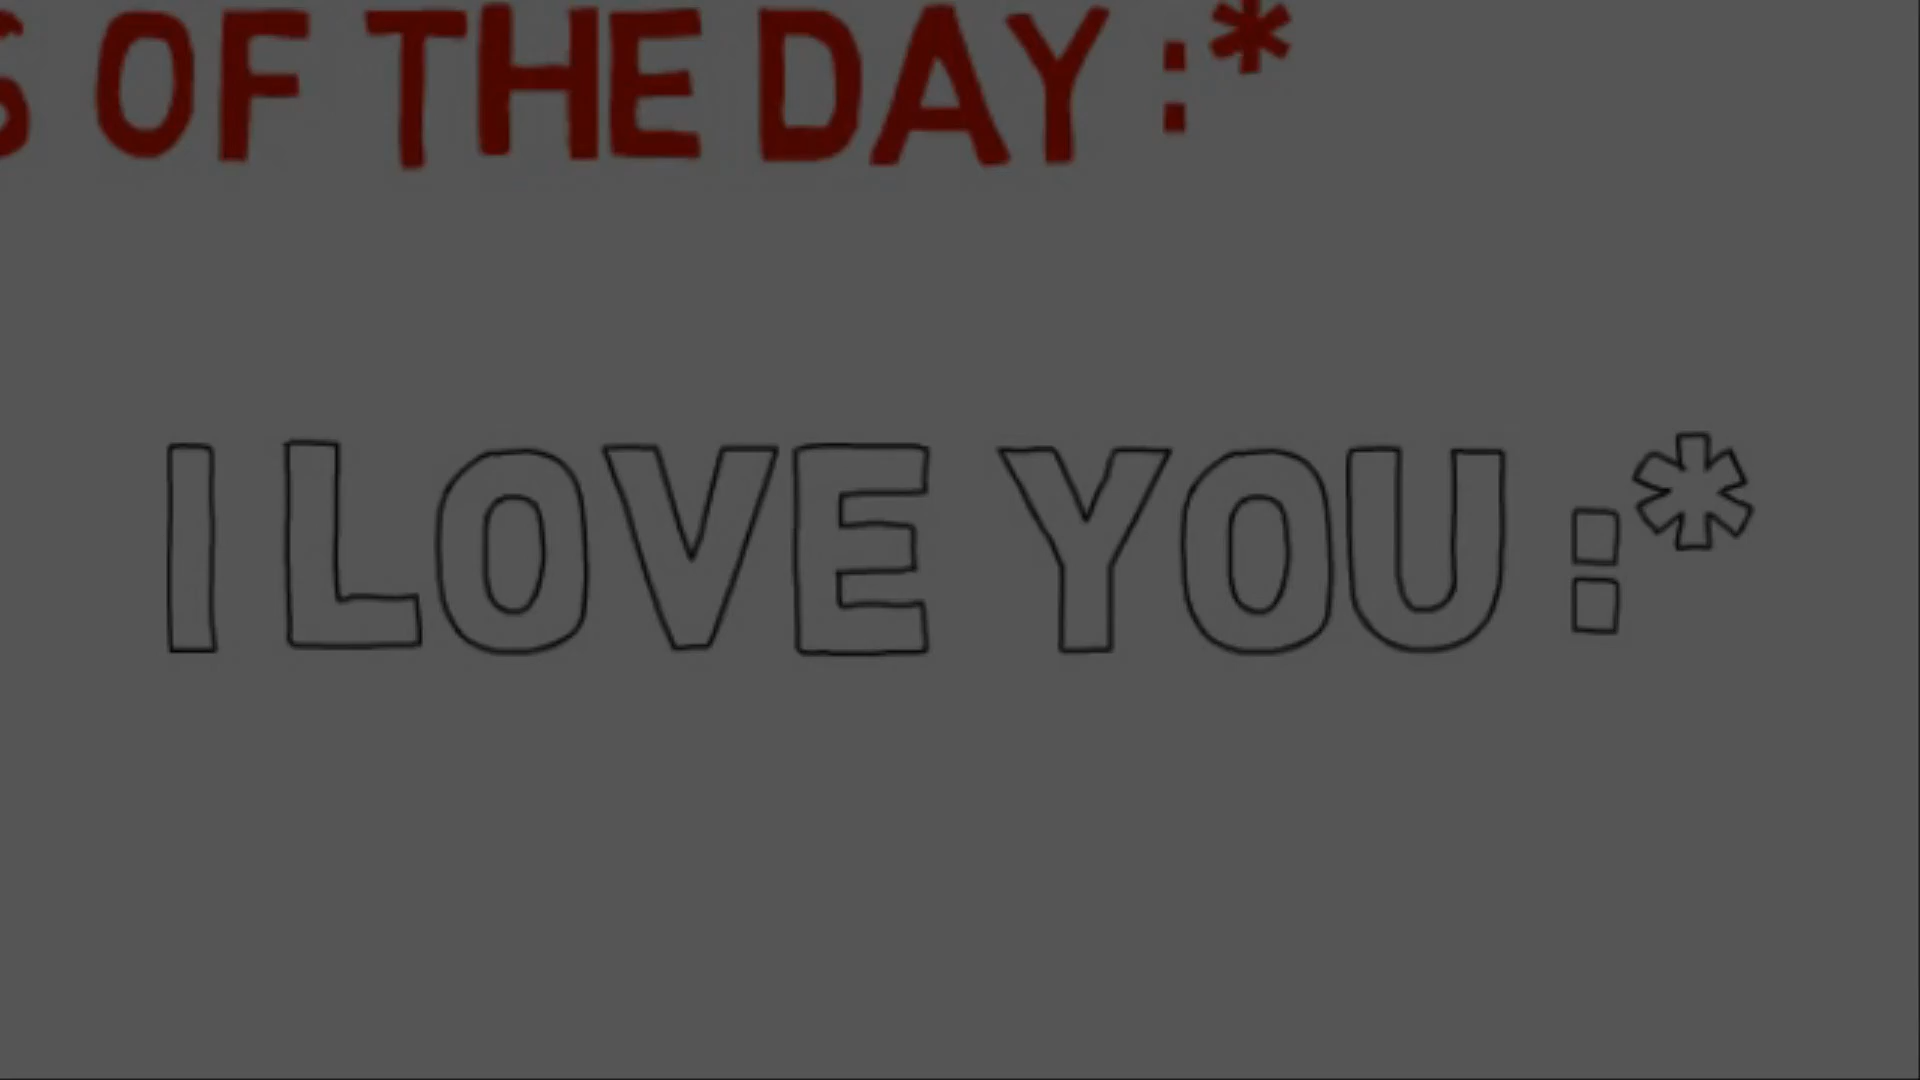 OF THE DAY :*
I LOVE YOU :*